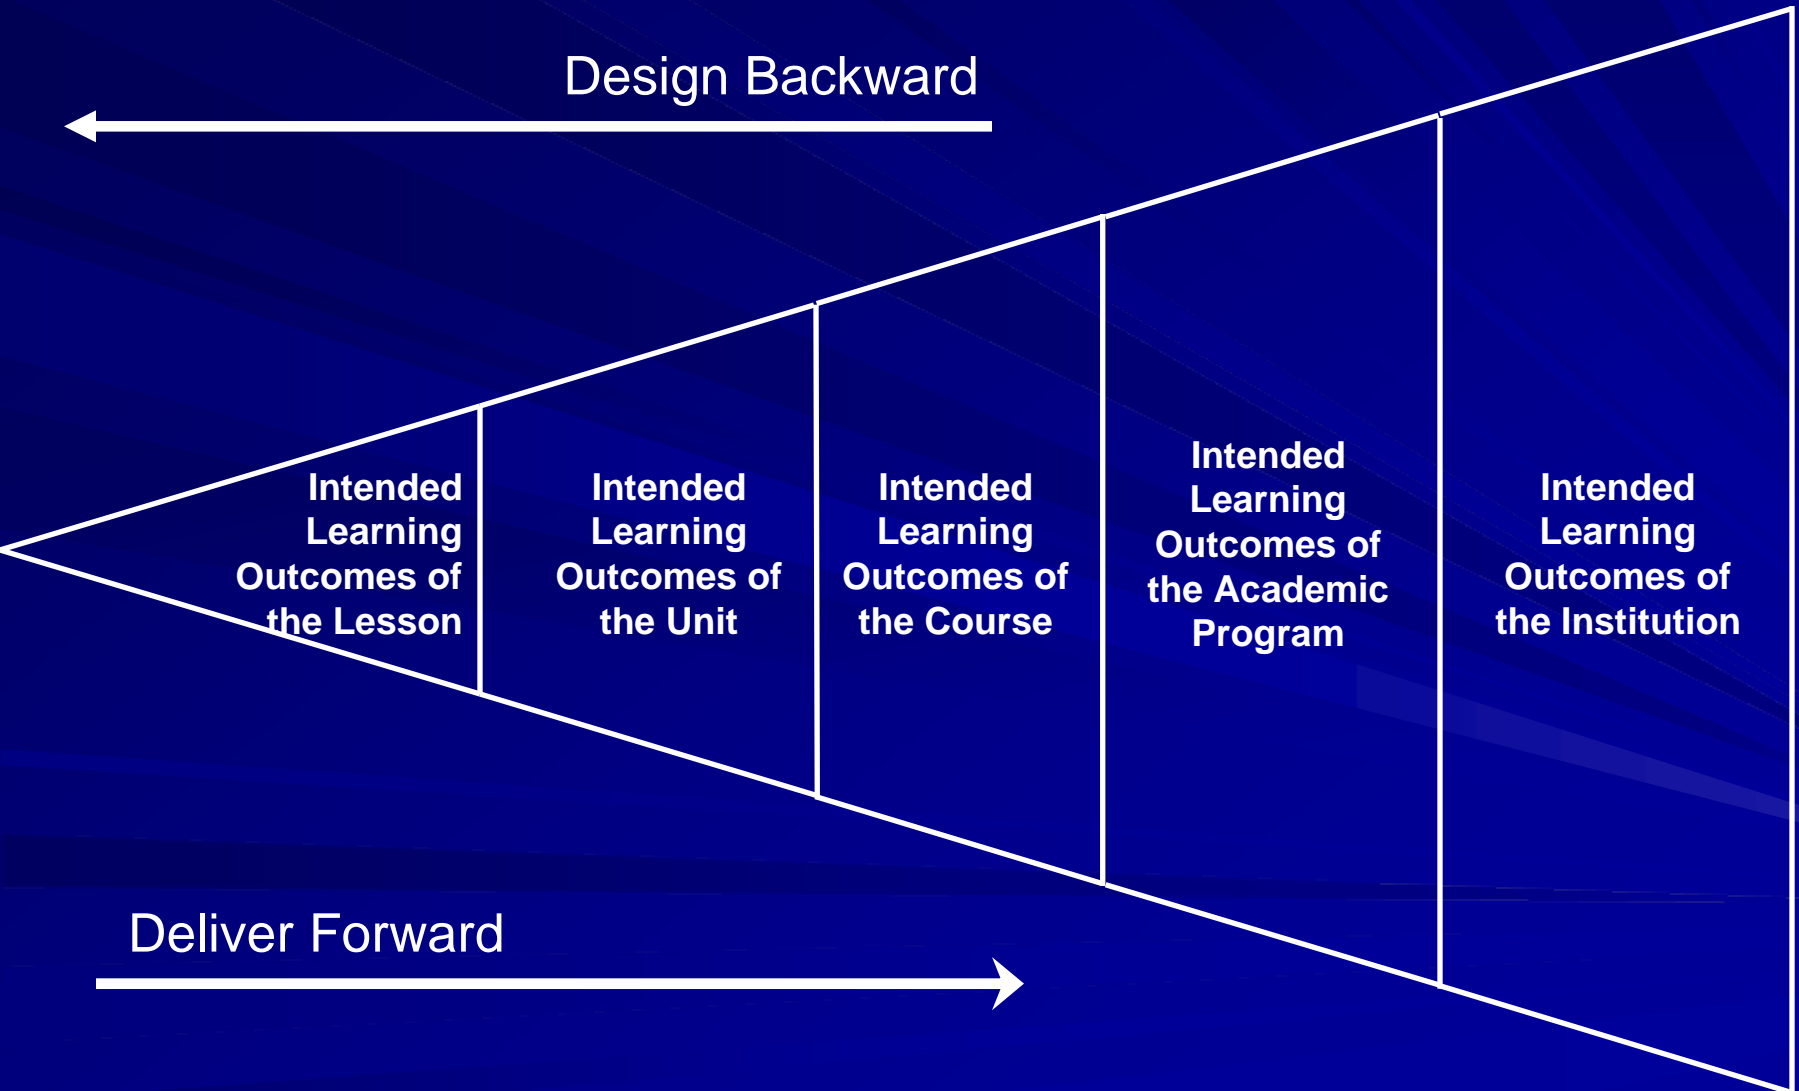 Design Backward
Intended
Learning
Outcomes of
the Lesson
Intended
Learning
Outcomes of
the Unit
Intended
Learning
Outcomes of
the Course
Intended
Learning
Outcomes of
the Academic
Program
Intended
Learning
Outcomes of
the Institution
Deliver Forward